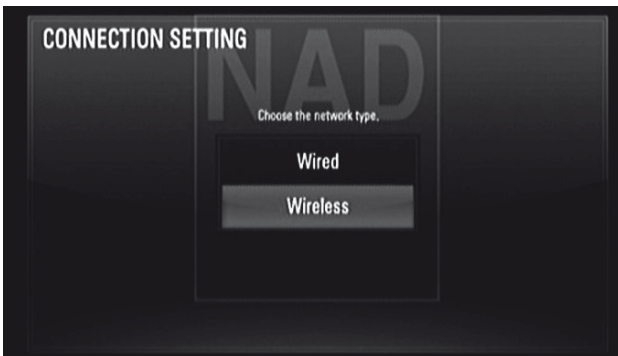 CONNECTION SETTING
NAD
Choose the network type.
Wired
Wireless